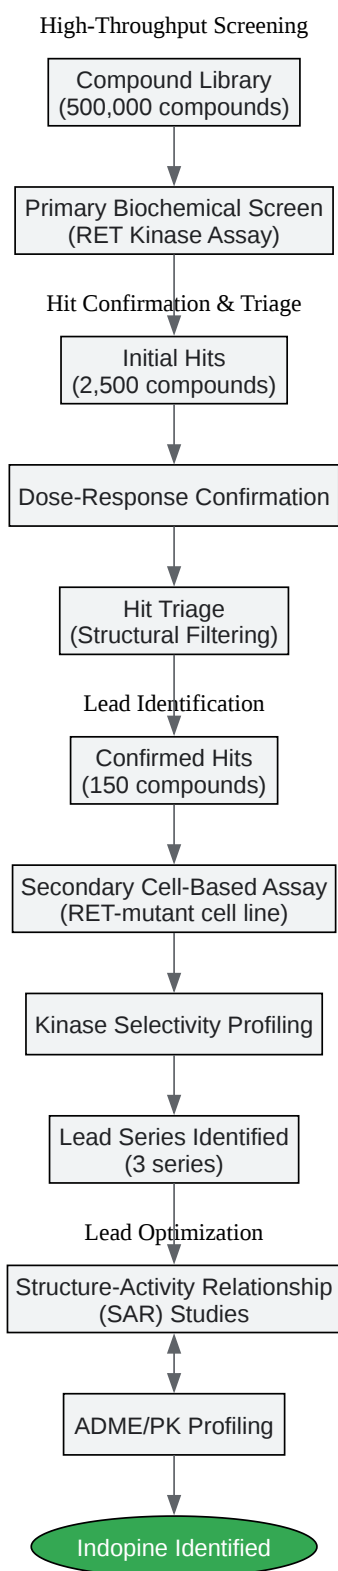 High-Throughput Screening
Compound Library
(500,000 compounds)
Primary Biochemical Screen
(RET Kinase Assay)
Hit Confirmation & Triage
Initial Hits
(2,500 compounds)
Dose-Response Confirmation
Hit Triage
(Structural Filtering)
Lead Identification
Confirmed Hits
(150 compounds)
Secondary Cell-Based Assay
(RET-mutant cell line)
Kinase Selectivity Profiling
Lead Series Identified
(3 series)
Lead Optimization
Structure-Activity Relationship
(SAR) Studies
ADME/PK Profiling
Indopine Identified